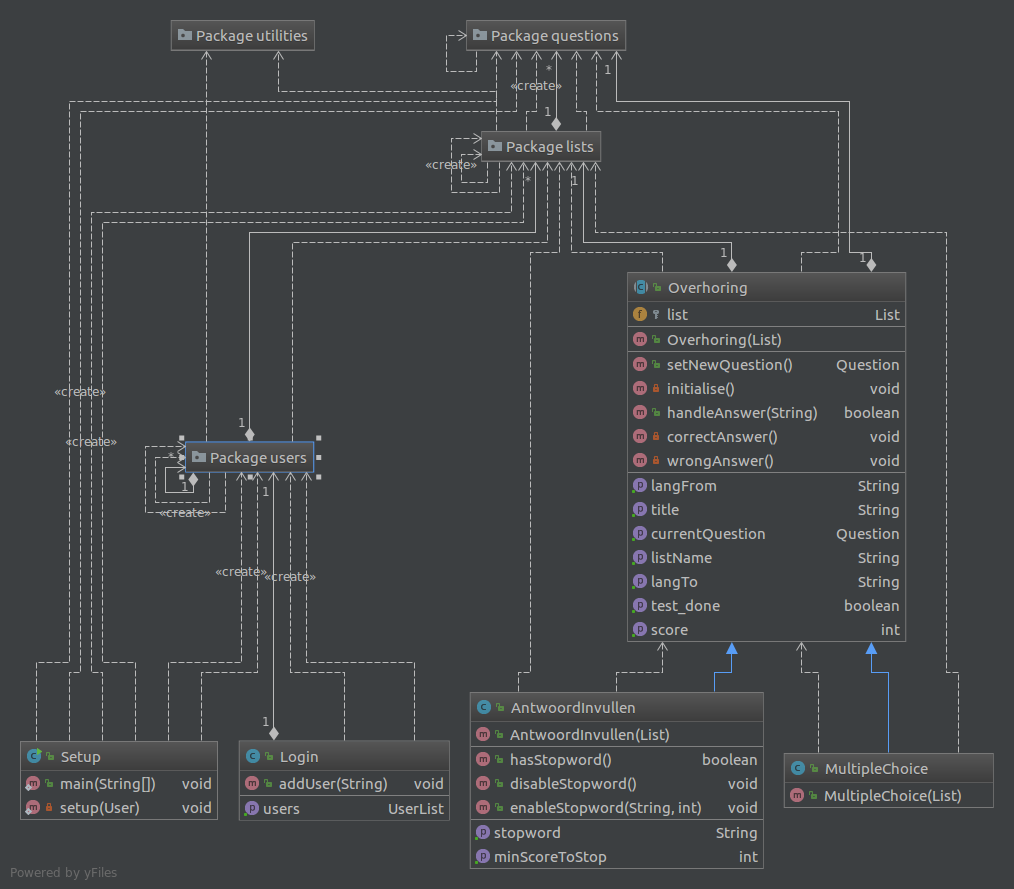 Package utilities
Package questions
*
1
«create»
1
Package lists
«create»
*
1
1
1
Overhoring
list List
Overhoring(List)
setNewQuestion() Question
initialise() void
handleAnswer(String) boolean
correctAnswer() void
wrongAnswer() void
langFrom String
title String
currentQuestion Question
listName String
langTo String
test_done boolean
score int
«create»
«create»
1
*
Package users
1
1
«create»
«create»
«create»
1
Setup
main(String[]) void
setup(User) void
Login
addUser(String) void
users UserList
AntwoordInvullen
AntwoordInvullen(List)
hasStopword() boolean
disableStopword() void
enableStopword(String, int) void
stopword String
minScoreToStop int
MultipleChoice
MultipleChoice(List)
Powered by yFiles